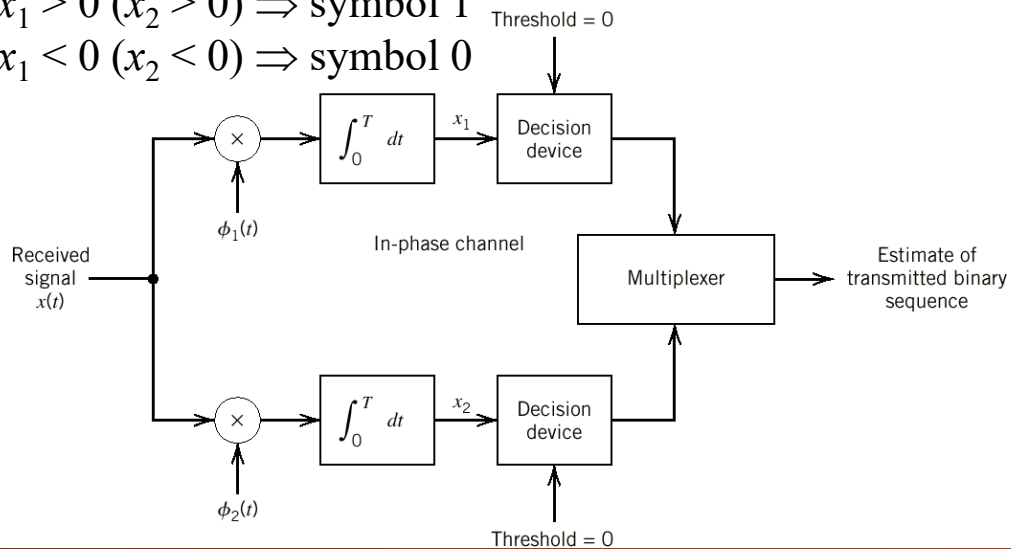 x₁ > 0 (x₂ > 0) ⇒ symbol 1
x₁ < 0 (x₂ < 0) ⇒ symbol 0
Threshold = 0
×
∫₀ᵀ dt
x₁
Decision
device
ϕ₁(t)
In-phase channel
Received
signal
x(t)
Multiplexer
Estimate of
transmitted binary
sequence
×
∫₀ᵀ dt
x₂
Decision
device
ϕ₂(t)
Threshold = 0